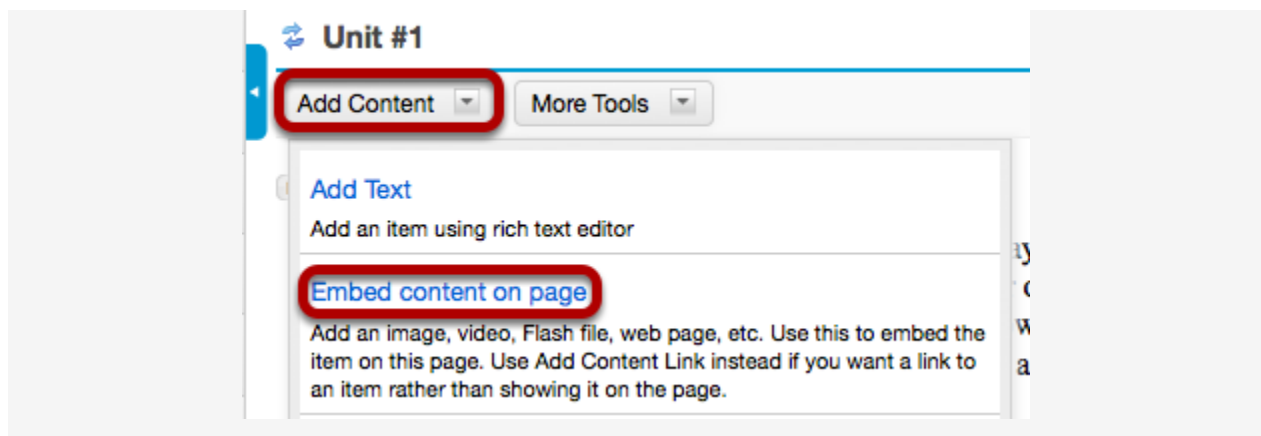 Unit #1
Add Content
More Tools
Add Text
Add an item using rich text editor
Embed content on page
Add an image, video, Flash file, web page, etc. Use this to embed the
item on this page. Use Add Content Link instead if you want a link to
an item rather than showing it on the page.